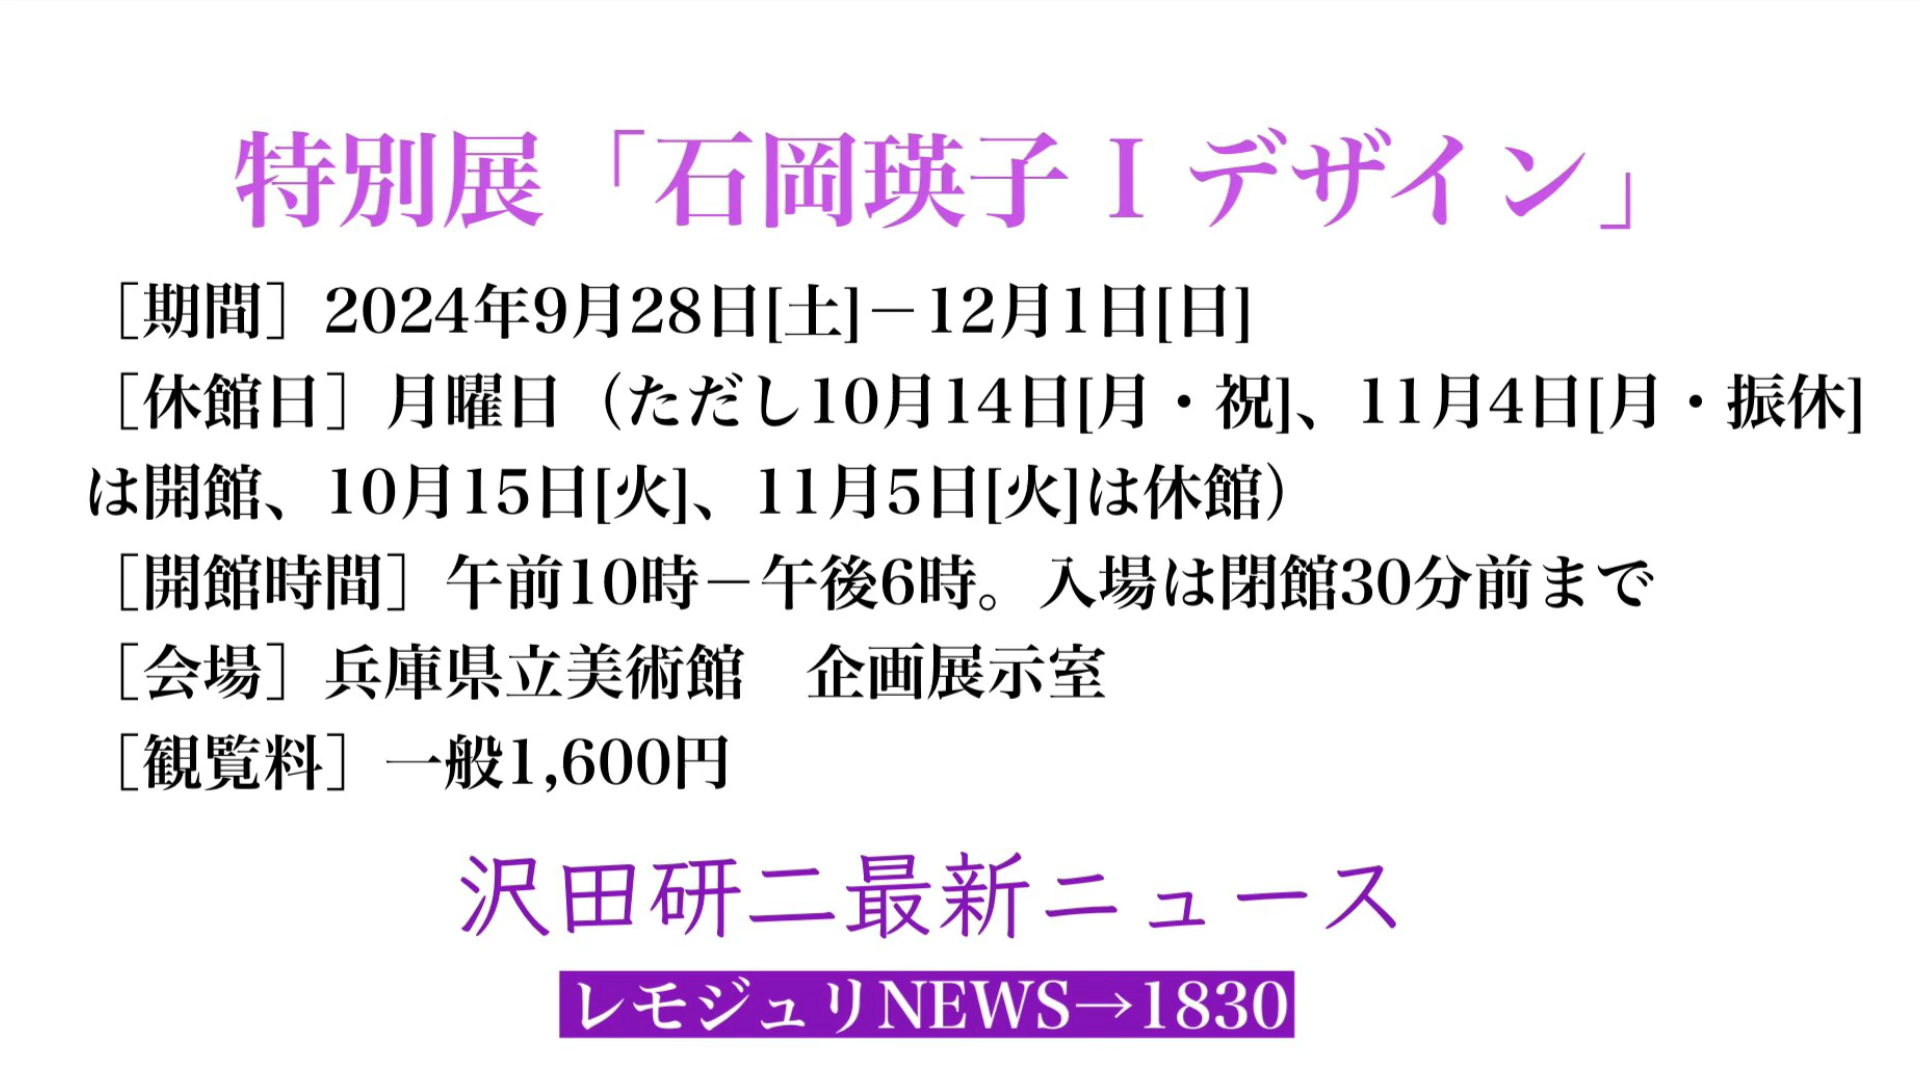 特別展「石岡瑛子 I デザイン」
［期間］2024年9月28日[土]－12月1日[日]
［休館日］月曜日（ただし10月14日[月・祝]、11月4日[月・振休]
は開館、10月15日[火]、11月5日[火]は休館）
［開館時間］午前10時－午後6時。入場は閉館30分前まで
［会場］兵庫県立美術館　企画展示室
［観覧料］一般1,600円
沢田研二最新ニュース
レモジュリNEWS→1830